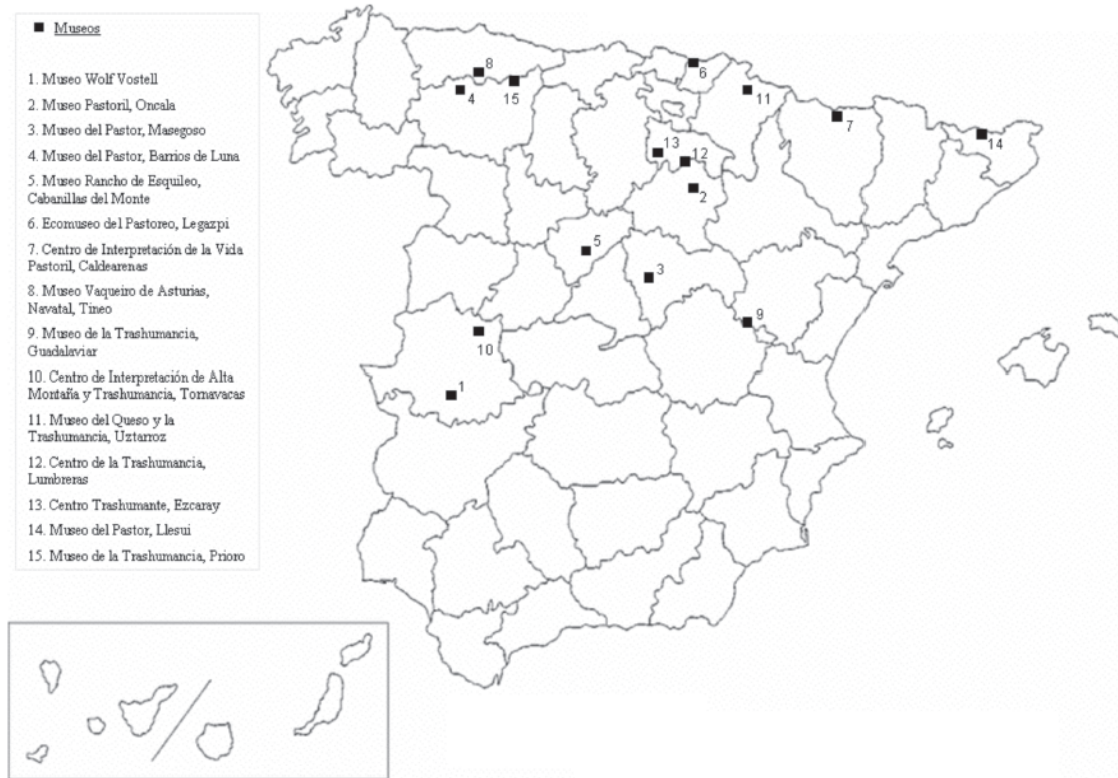 Museos
1. Museo Wolf Vostell
2. Museo Pastoril, Oncala
3. Museo del Pastor, Masegoso
4. Museo del Pastor, Barrios de Luna
5. Museo Rancho de Esquileo,
Cabanillas del Monte
6. Ecomuseo del Pastoreo, Legazpi
7. Centro de Interpretación de la Vida
Pastoril, Caldearenas
8. Museo Vaqueiro de Asturias,
Navatal, Tineo
9. Museo de la Trashumancia,
Guadalaviar
10. Centro de Interpretación de Alta
Montaña y Trashumancia, Tornavacas
11. Museo del Queso y la
Trashumancia, Uztarroz
12. Centro de la Trashumancia,
Lumbreras
13. Centro Trashumante, Ezcaray
14. Museo del Pastor, Llesui
15. Museo de la Trashumancia, Prioro
8
6
4
15
11
7
14
13
12
2
5
3
9
10
1